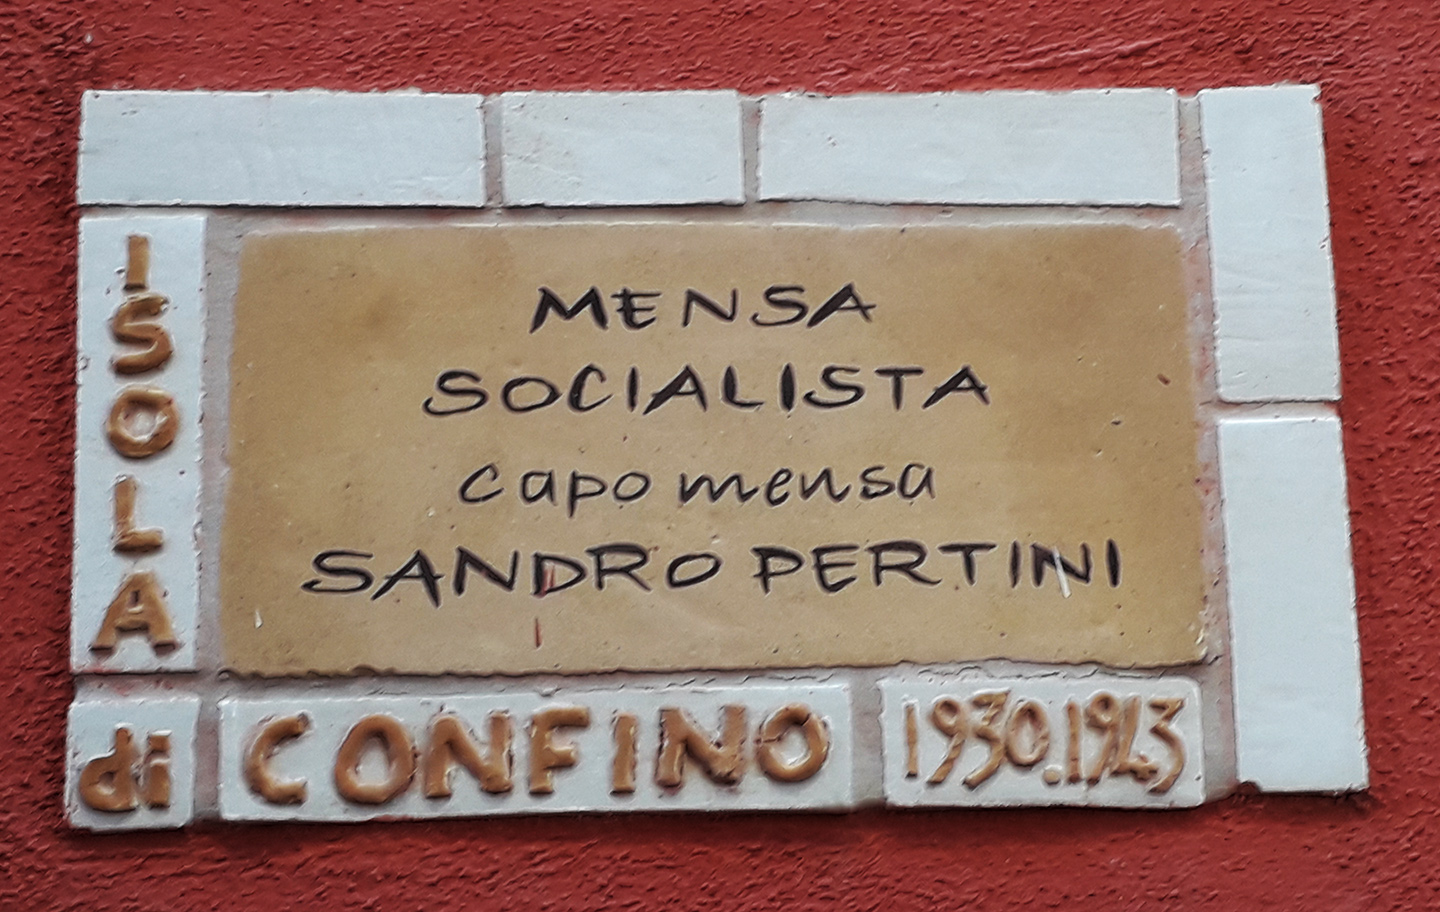 MENSA
SOCIALISTA
capo mensa
SANDRO PERTINI
ISOLA
di CONFINO 1930.1943